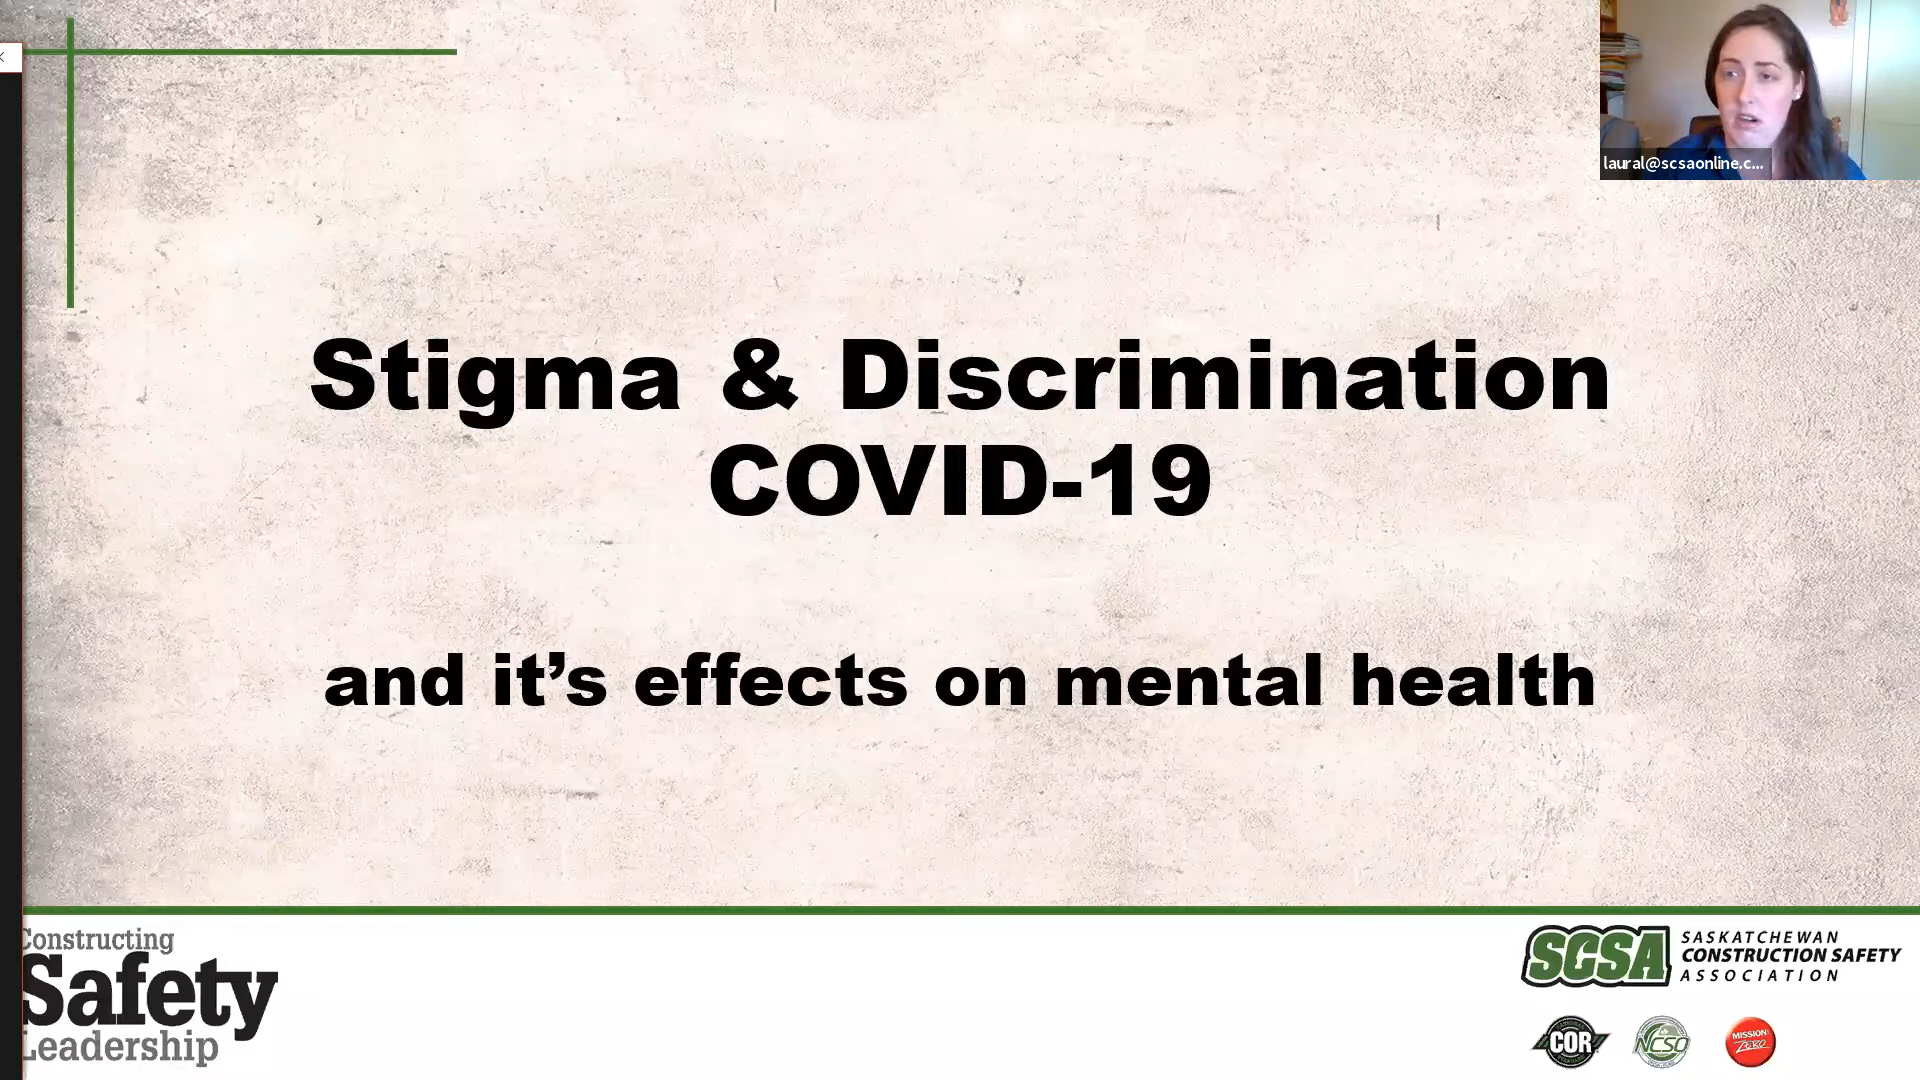 laural@scsaonline.c...
Stigma & Discrimination
COVID-19
and it’s effects on mental health
Constructing
Safety
Leadership
SCSA
SASKATCHEWAN
CONSTRUCTION SAFETY
ASSOCIATION
COR
NCSO
MISSION:
ZERO